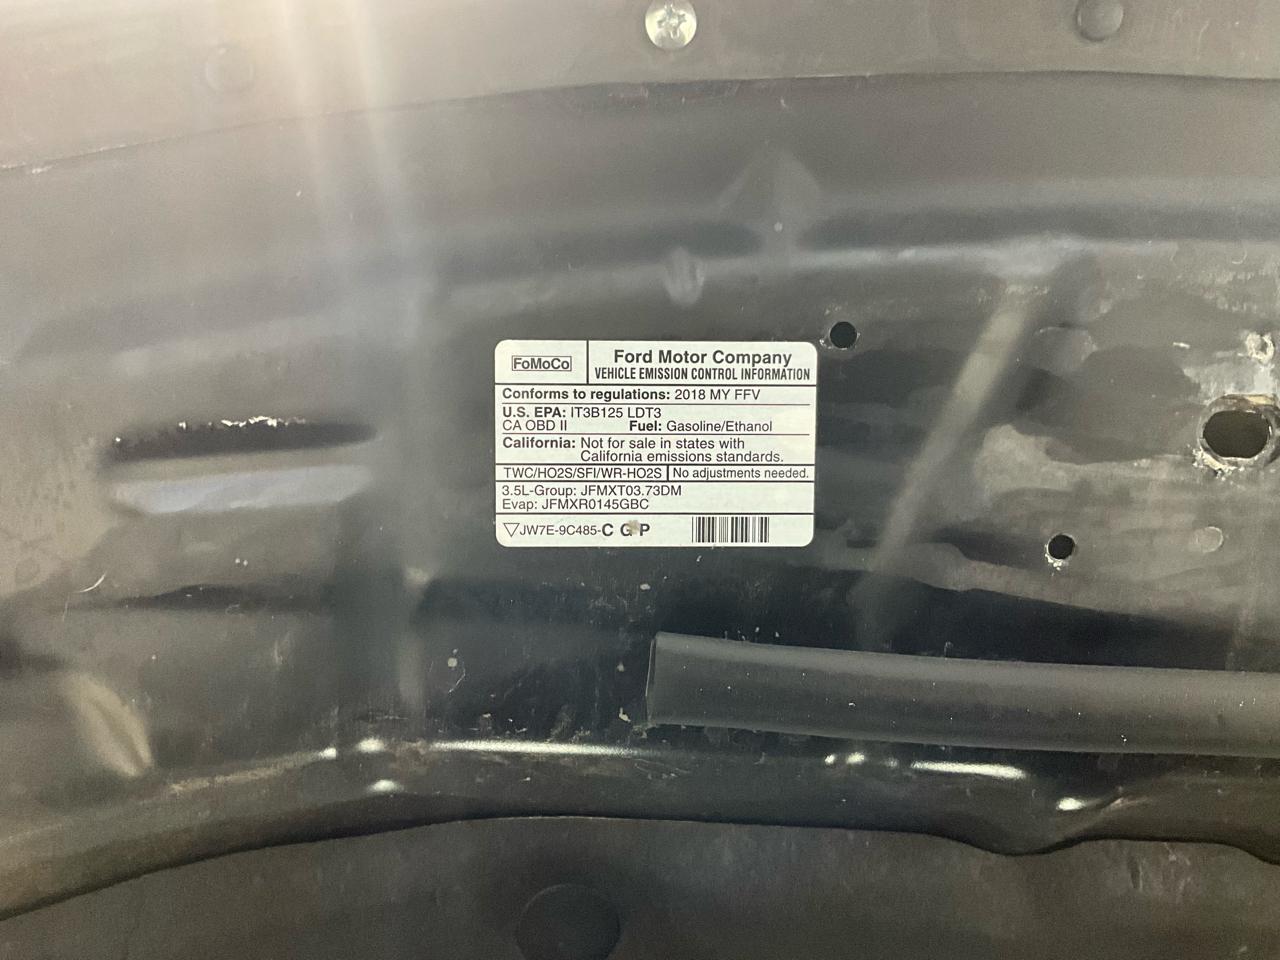 FoMoCo
Ford Motor Company
VEHICLE EMISSION CONTROL INFORMATION
Conforms to regulations: 2018 MY FFV
U.S. EPA: IT3B125 LDT3
CA OBD II Fuel: Gasoline/Ethanol
California: Not for sale in states with
California emissions standards.
TWC/HO2S/SFI/WR-HO2S No adjustments needed.
3.5L-Group: JFMXT03.73DM
Evap: JFMXR0145GBC
▽JW7E-9C485-C G P